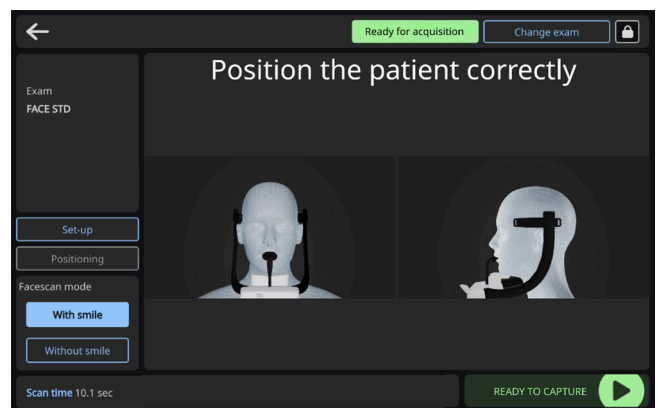 Ready for acquisition
Change exam
Position the patient correctly
Exam
FACE STD
Set-up
Positioning
Facescan mode
With smile
Without smile
Scan time 10.1 sec
READY TO CAPTURE